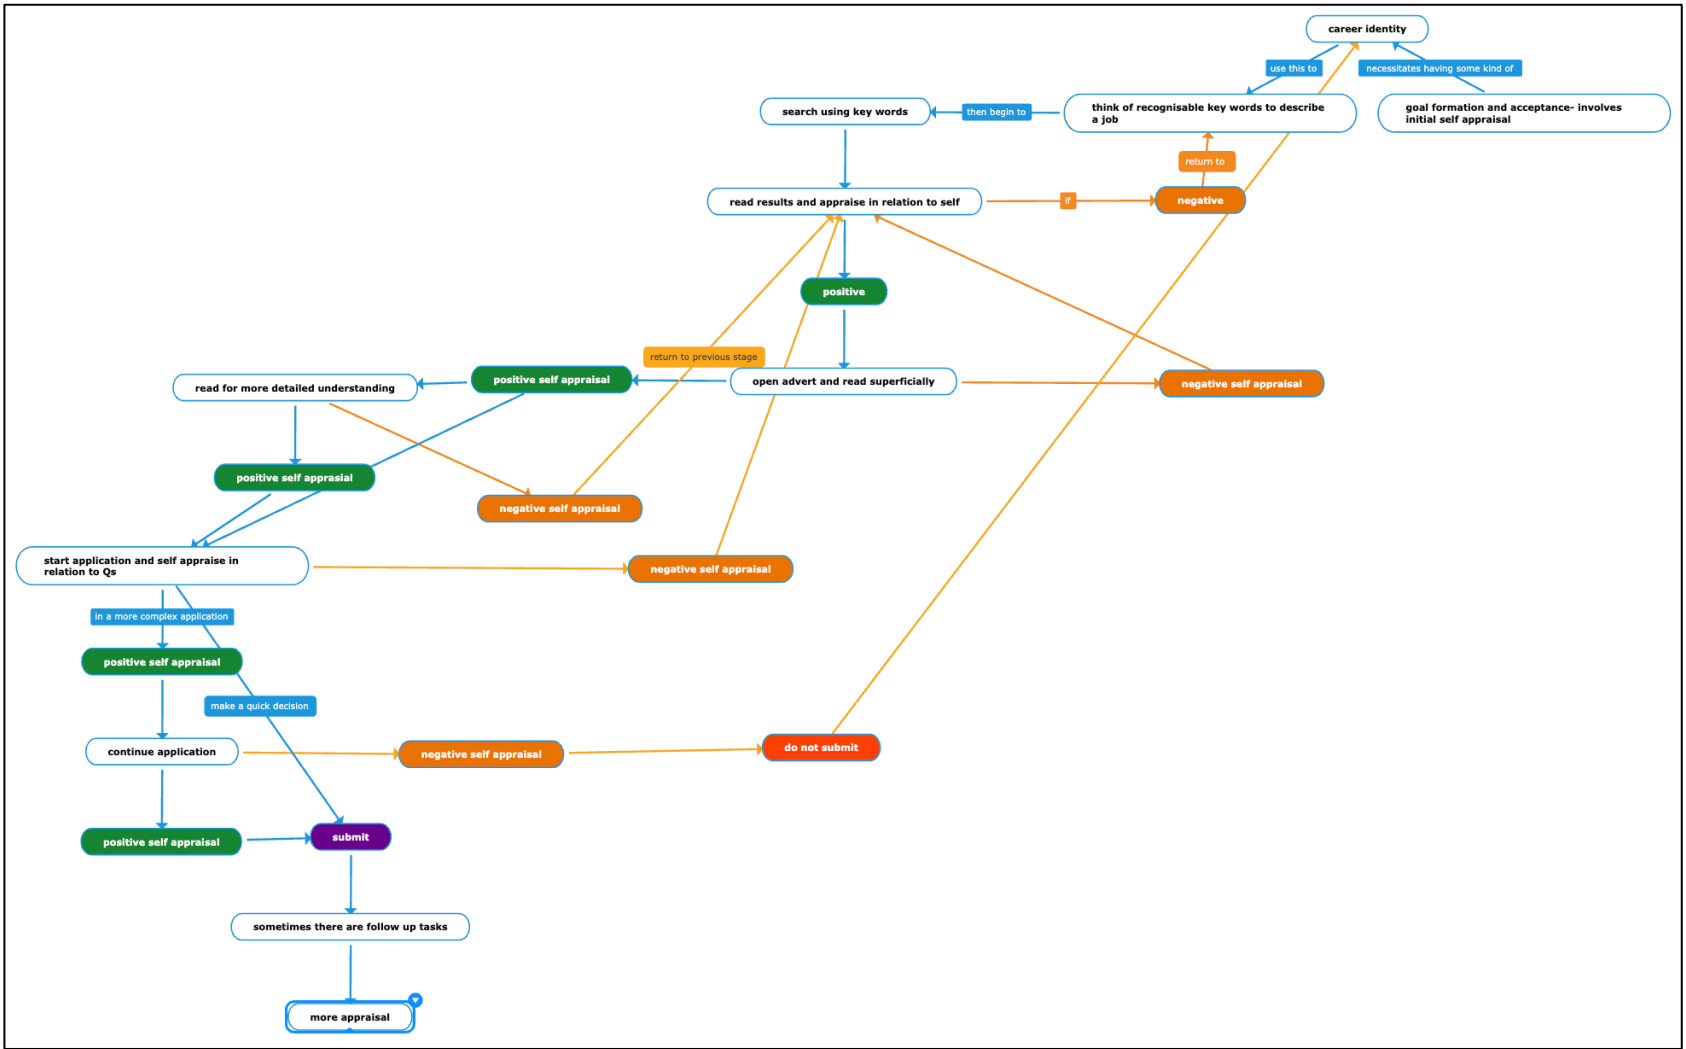 career identity
use this to
necessitates having some kind of
search using key words
then begin to
think of recognisable key words to describe
a job
goal formation and acceptance- involves
initial self appraisal
return to
read results and appraise in relation to self
if
negative
positive
return to previous stage
read for more detailed understanding
positive self appraisal
open advert and read superficially
negative self appraisal
positive self apprasial
negative self appraisal
start application and self appraise in
relation to Qs
negative self appraisal
in a more complex application
positive self appraisal
make a quick decision
continue application
negative self appraisal
do not submit
positive self appraisal
submit
sometimes there are follow up tasks
more appraisal